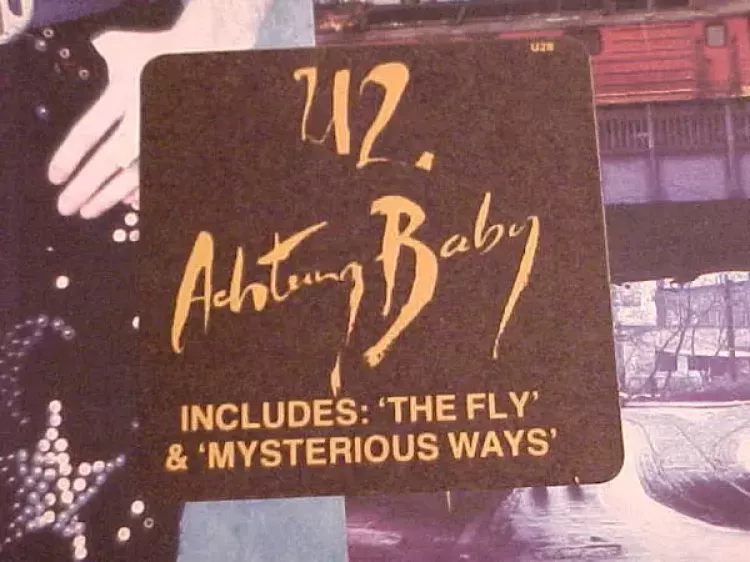 U28
U2.
Achtung Baby
INCLUDES: ‘THE FLY’
& ‘MYSTERIOUS WAYS’